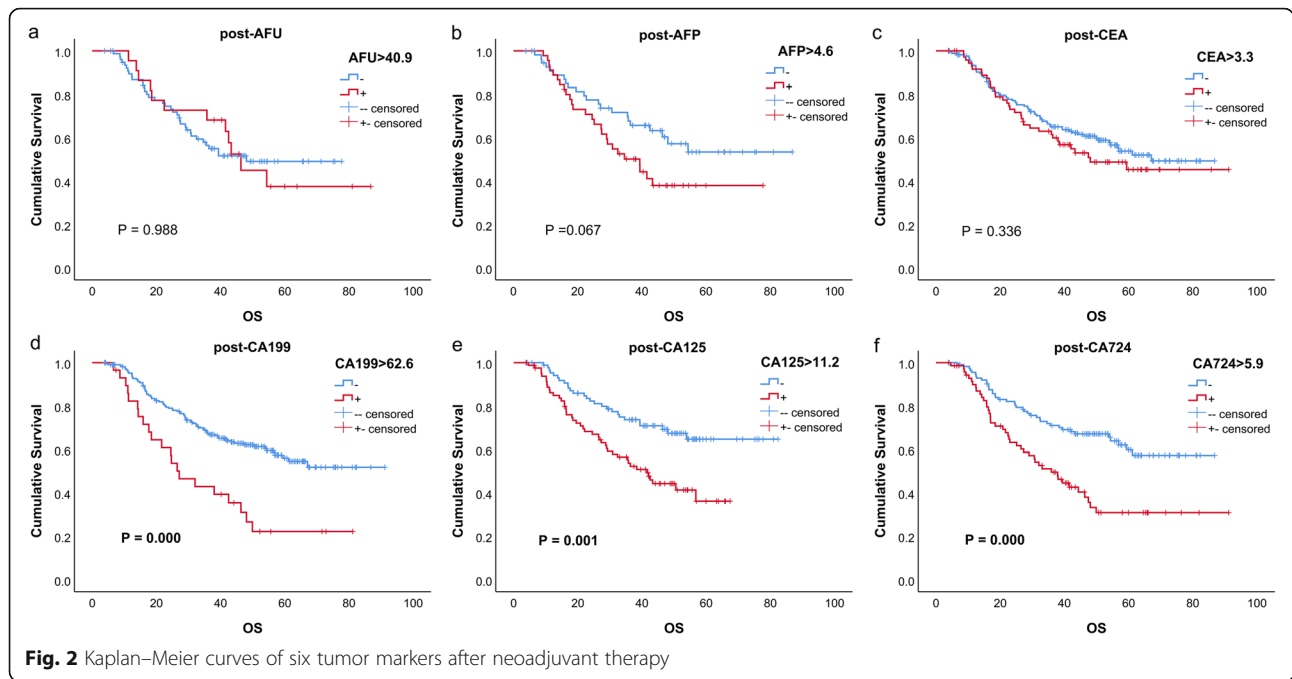 a
post-AFU
AFU>40.9
-
+
-- censored
+- censored
Cumulative Survival
1.0
0.8
0.6
0.4
0.2
0.0
P = 0.988
0 20 40 60 80 100
OS
b
post-AFP
AFP>4.6
-
+
-- censored
+- censored
Cumulative Survival
1.0
0.8
0.6
0.4
0.2
0.0
P =0.067
0 20 40 60 80 100
OS
c
post-CEA
CEA>3.3
-
+
-- censored
+- censored
Cumulative Survival
1.0
0.8
0.6
0.4
0.2
0.0
P = 0.336
0 20 40 60 80 100
OS
d
post-CA199
CA199>62.6
-
+
-- censored
+- censored
Cumulative Survival
1.0
0.8
0.6
0.4
0.2
0.0
P = 0.000
0 20 40 60 80 100
OS
e
post-CA125
CA125>11.2
-
+
-- censored
+- censored
Cumulative Survival
1.0
0.8
0.6
0.4
0.2
0.0
P = 0.001
0 20 40 60 80 100
OS
f
post-CA724
CA724>5.9
-
+
-- censored
+- censored
Cumulative Survival
1.0
0.8
0.6
0.4
0.2
0.0
P = 0.000
0 20 40 60 80 100
OS
Fig. 2 Kaplan–Meier curves of six tumor markers after neoadjuvant therapy